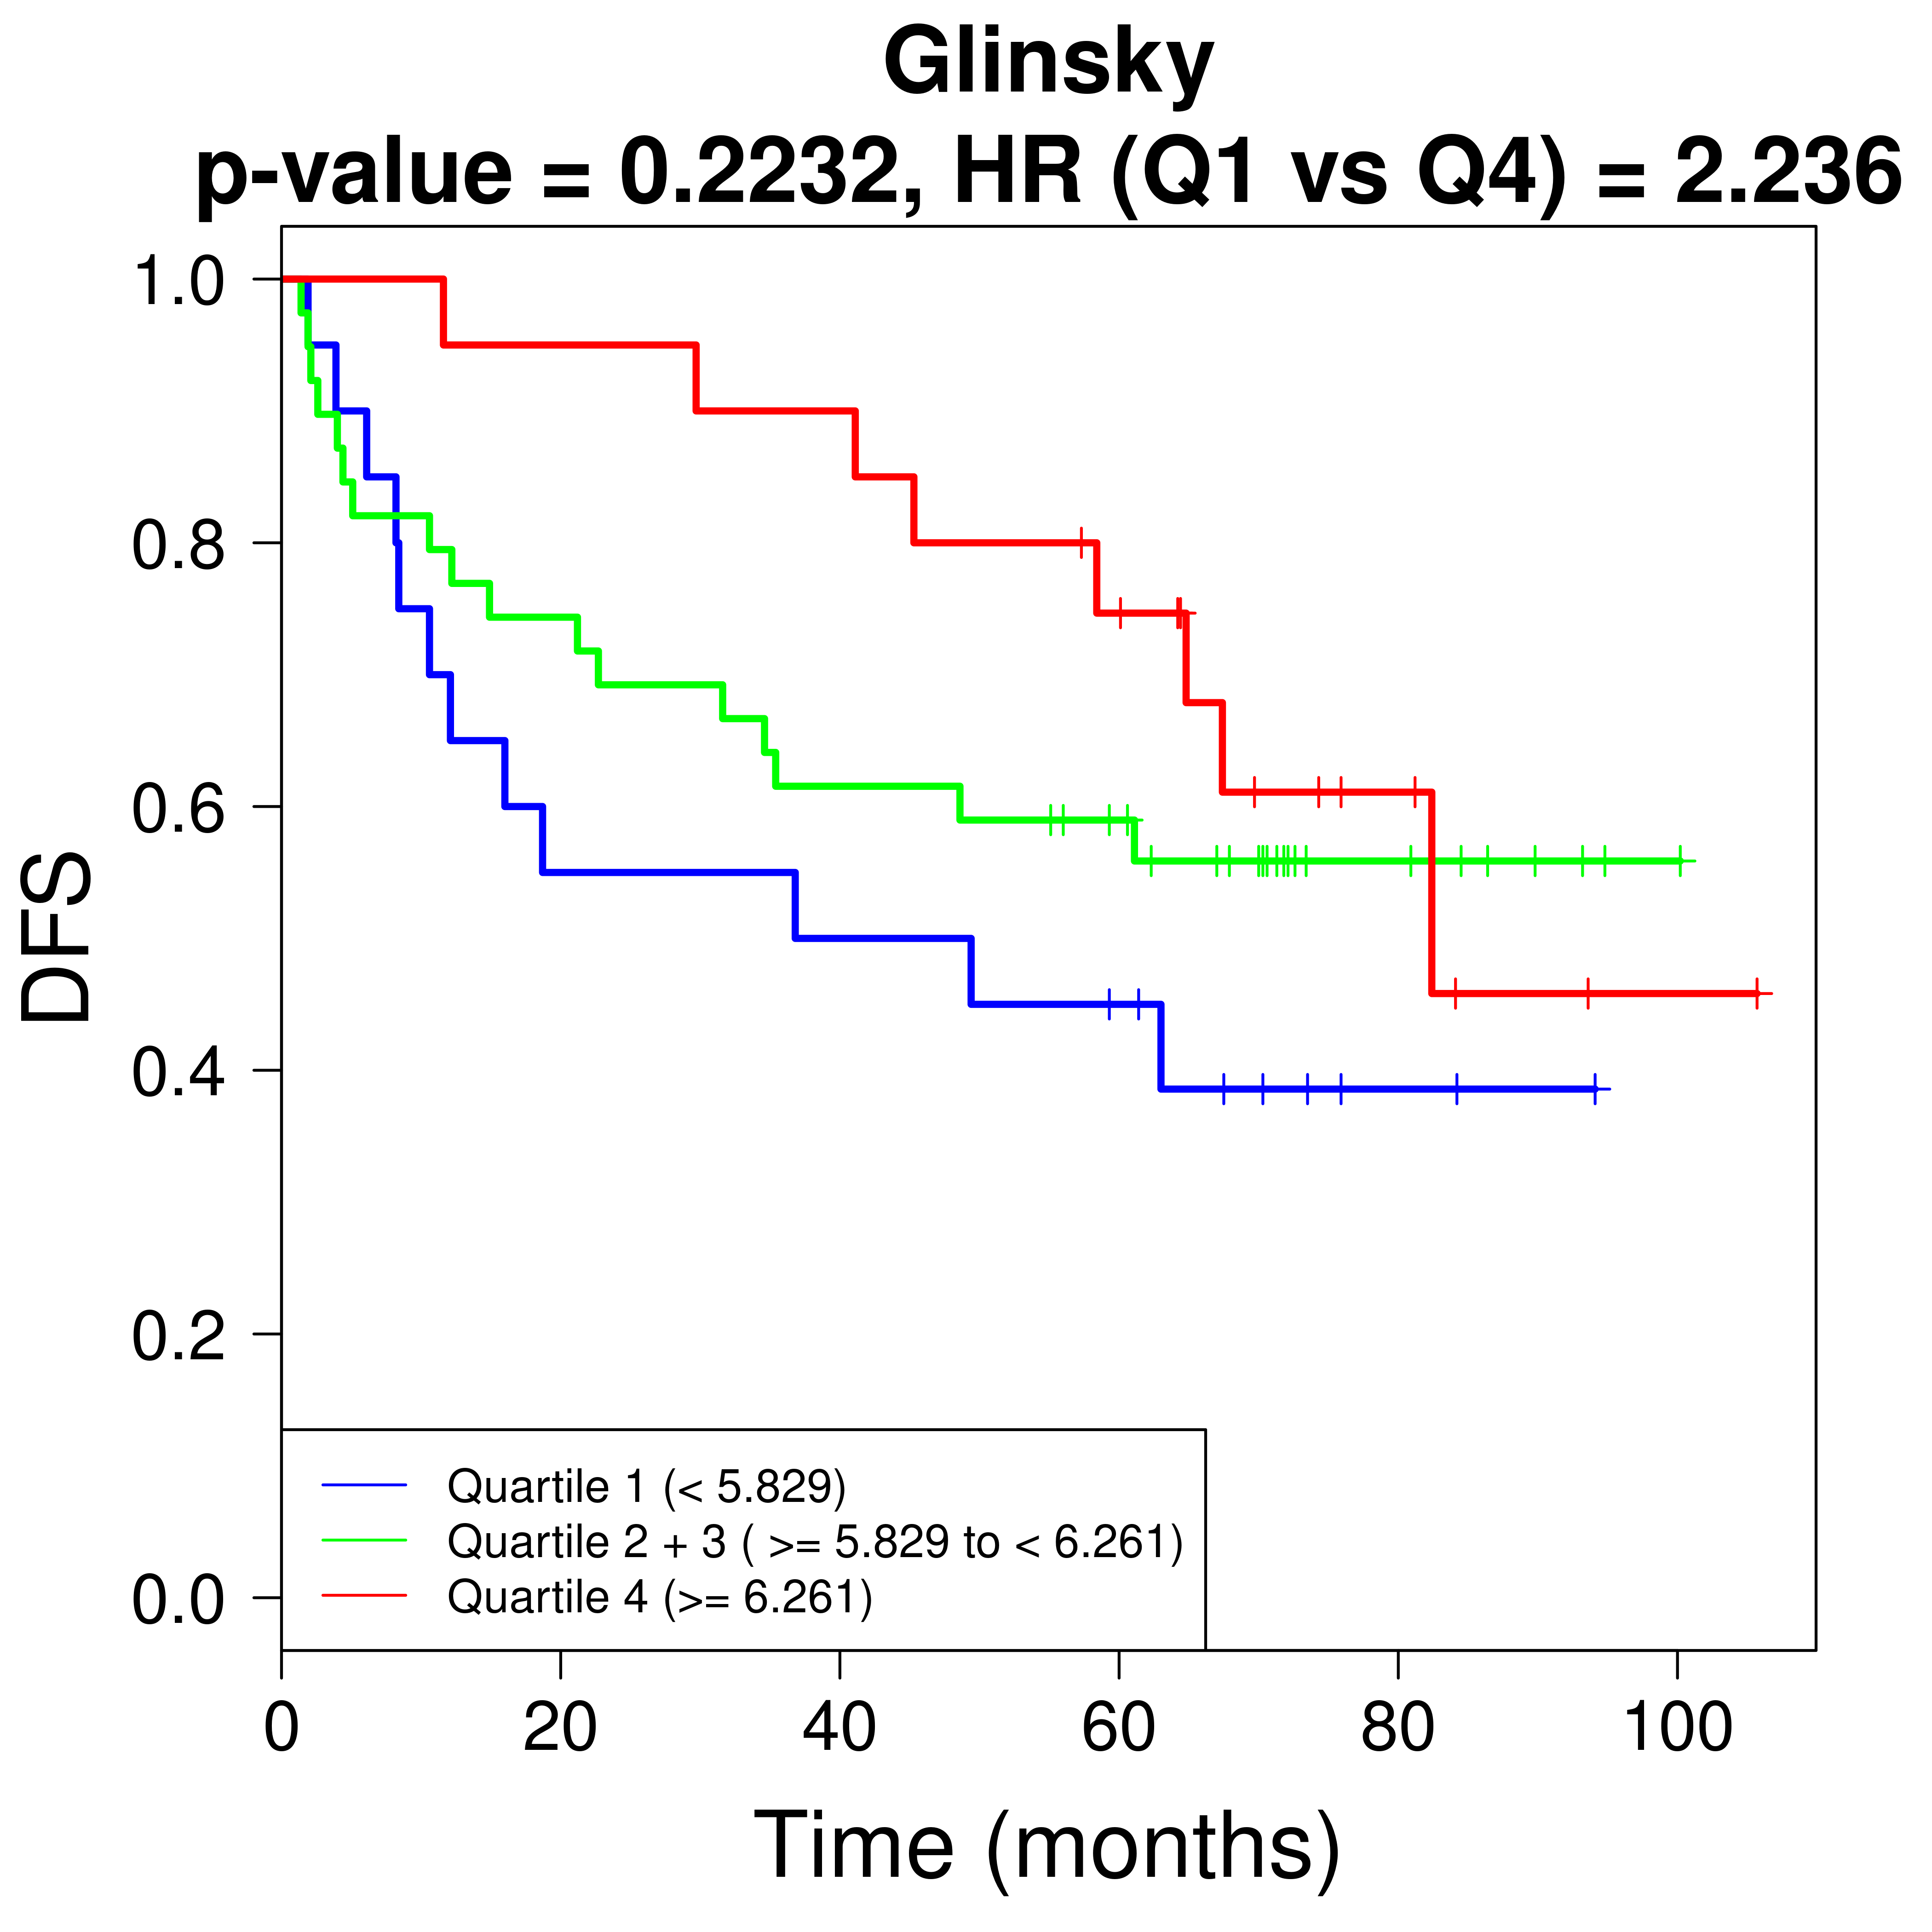 Glinsky
p-value = 0.2232, HR (Q1 vs Q4) = 2.236
1.0
0.8
0.6
0.4
0.2
0.0
DFS
Quartile 1 (< 5.829)
Quartile 2 + 3 ( >= 5.829 to < 6.261)
Quartile 4 (>= 6.261)
0 20 40 60 80 100
Time (months)